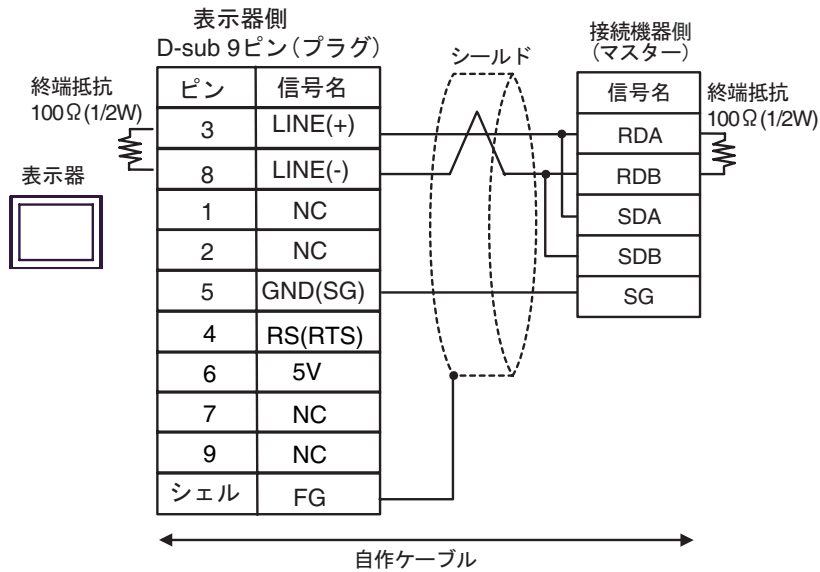 表示器側
D-sub 9ピン(プラグ)
シールド
接続機器側
(マスター)
終端抵抗
100Ω(1/2W)
表示器
ピン 信号名
3 LINE(+)
8 LINE(-)
1 NC
2 NC
5 GND(SG)
4 RS(RTS)
6 5V
7 NC
9 NC
シェル FG
信号名
RDA
RDB
SDA
SDB
SG
終端抵抗
100Ω(1/2W)
自作ケーブル